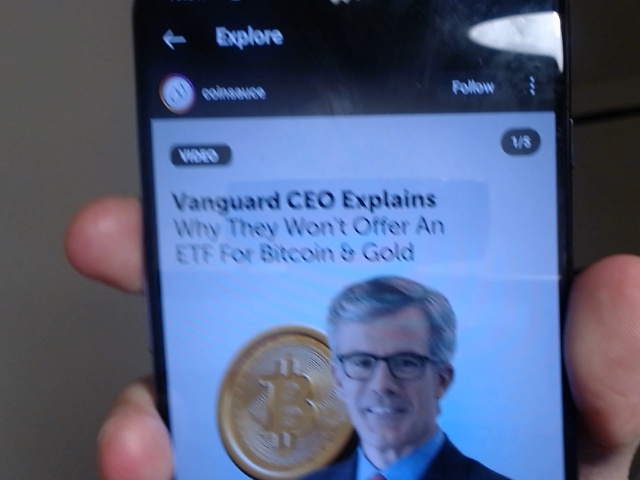 Explore
coinsauce
Follow
VIDEO
1/8
Vanguard CEO Explains
Why They Won't Offer An
ETF For Bitcoin & Gold